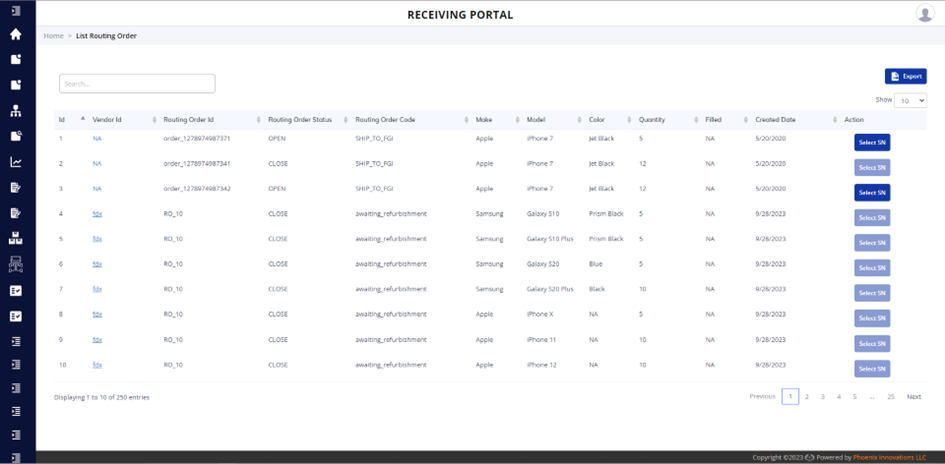 RECEIVING PORTAL
Home > List Routing Order
Search...
Export
Show 10
Id Vendor Id Routing Order Id Routing Order Status Routing Order Code Make Model Color Quantity Filled Created Date Action
1 NA order_1278974987371 OPEN SHIP_TO_FGI Apple iPhone 7 Jet Black 5 NA 5/20/2020 Select SN
2 NA order_1278974987341 CLOSE SHIP_TO_FGI Apple iPhone 7 Jet Black 12 NA 5/20/2020 Select SN
3 NA order_1278974987342 OPEN SHIP_TO_FGI Apple iPhone 7 Jet Black 12 NA 5/20/2020 Select SN
4 fdx RO_10 CLOSE awaiting_refurbishment Samsung Galaxy S10 Prism Black 5 NA 9/28/2023 Select SN
5 fdx RO_10 CLOSE awaiting_refurbishment Samsung Galaxy S10 Plus Prism Black 5 NA 9/28/2023 Select SN
6 fdx RO_10 CLOSE awaiting_refurbishment Samsung Galaxy S20 Blue 5 NA 9/28/2023 Select SN
7 fdx RO_10 CLOSE awaiting_refurbishment Samsung Galaxy S20 Plus Black 10 NA 9/28/2023 Select SN
8 fdx RO_10 CLOSE awaiting_refurbishment Apple iPhone X NA 5 NA 9/28/2023 Select SN
9 fdx RO_10 CLOSE awaiting_refurbishment Apple iPhone 11 NA 10 NA 9/28/2023 Select SN
10 fdx RO_10 CLOSE awaiting_refurbishment Apple iPhone 12 NA 10 NA 9/28/2023 Select SN
Displaying 1 to 10 of 250 entries
Previous 1 2 3 4 5 ... 25 Next
Copyright ©2023 Powered by Phoenix Innovations LLC